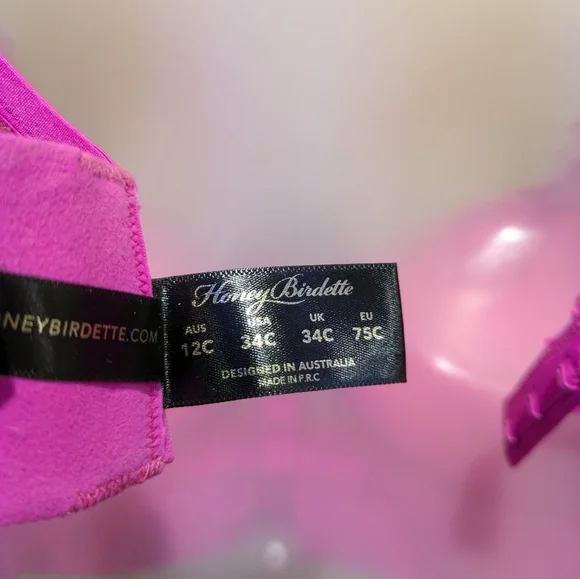 NEYBIRDETTE.COM
Honey Birdette
AUS USA UK EU
12C 34C 34C 75C
DESIGNED IN AUSTRALIA
MADE IN P.R.C